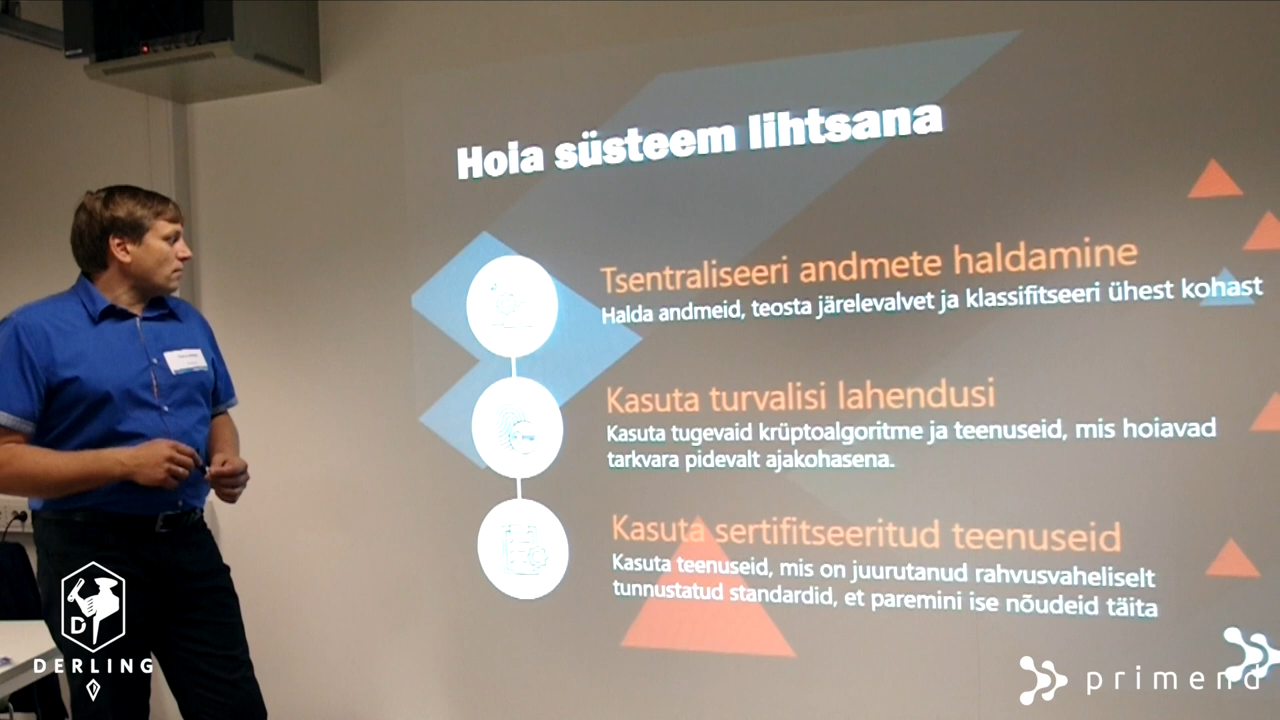 Hoia süsteem lihtsana
Tsentraliseeri andmete haldamine
Halda andmeid, teosta järelevalvet ja klassifitseeri ühest kohast
Kasuta turvalisi lahendusi
Kasuta tugevaid krüptoalgoritme ja teenuseid, mis hoiavad
tarkvara pidevalt ajakohasena.
Kasuta sertifitseeritud teenuseid
Kasuta teenuseid, mis on juurutanud rahvusvaheliselt
tunnustatud standardid, et paremini ise nõudeid täita
D
DERLING
primend